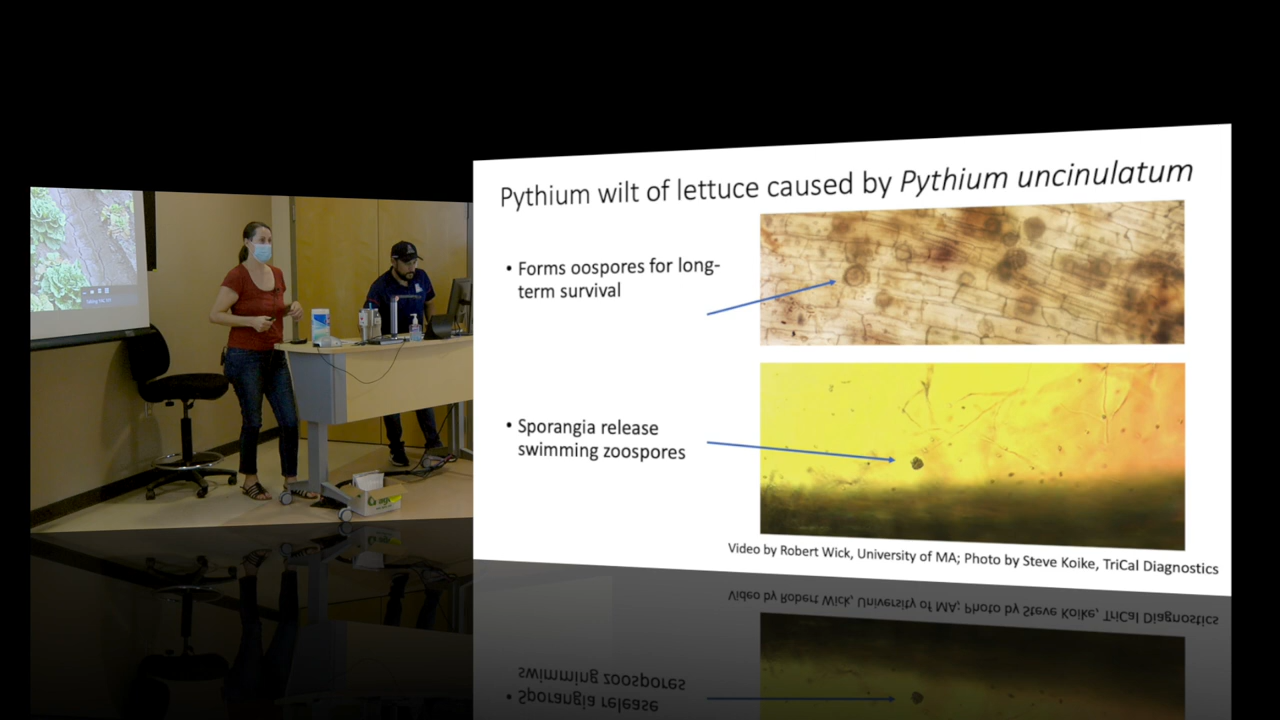 Pythium wilt of lettuce caused by Pythium uncinulatum
• Forms oospores for long-
term survival
• Sporangia release
swimming zoospores
Video by Robert Wick, University of MA; Photo by Steve Koike, TriCal Diagnostics